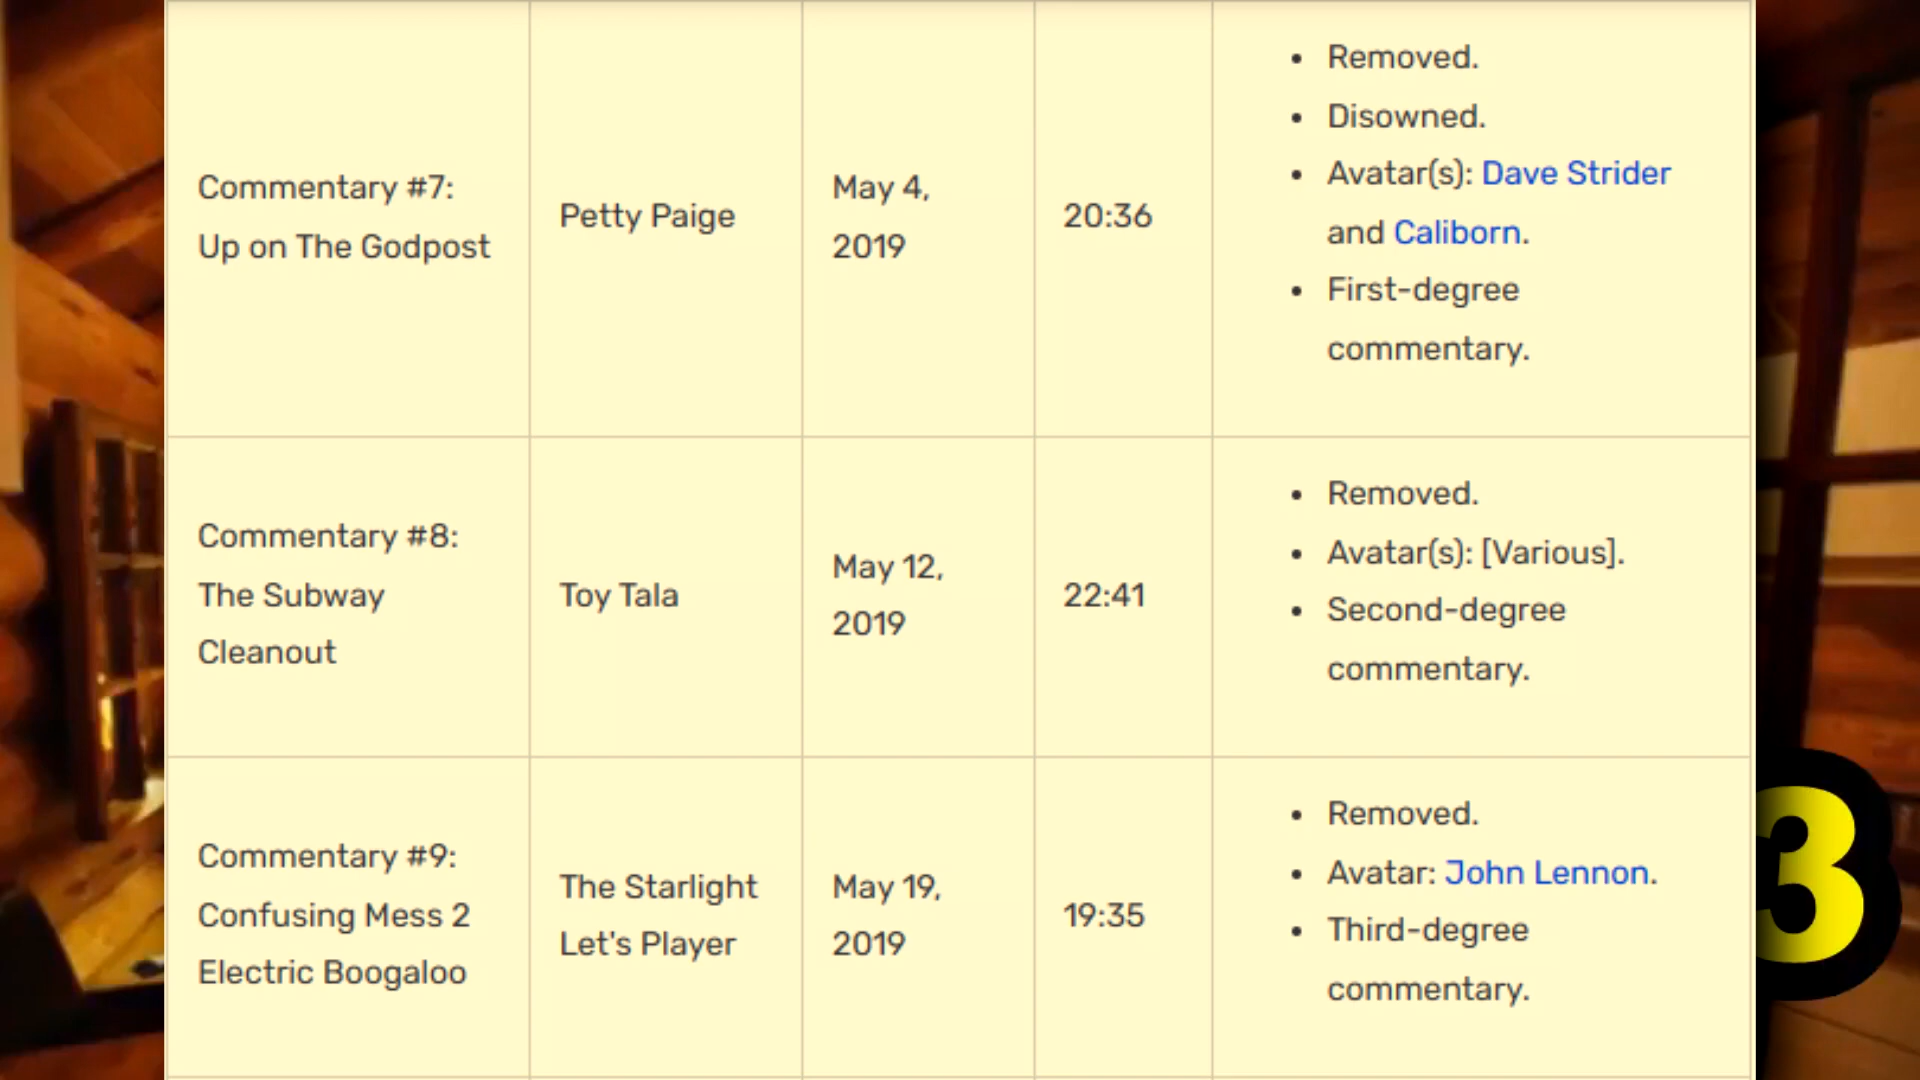 Commentary #7:
Up on The Godpost
Petty Paige
May 4,
2019
20:36
• Removed.
• Disowned.
• Avatar(s): Dave Strider
and Caliborn.
• First-degree
commentary.
Commentary #8:
The Subway
Cleanout
Toy Tala
May 12,
2019
22:41
• Removed.
• Avatar(s): [Various].
• Second-degree
commentary.
Commentary #9:
Confusing Mess 2
Electric Boogaloo
The Starlight
Let's Player
May 19,
2019
19:35
• Removed.
• Avatar: John Lennon.
• Third-degree
commentary.
3